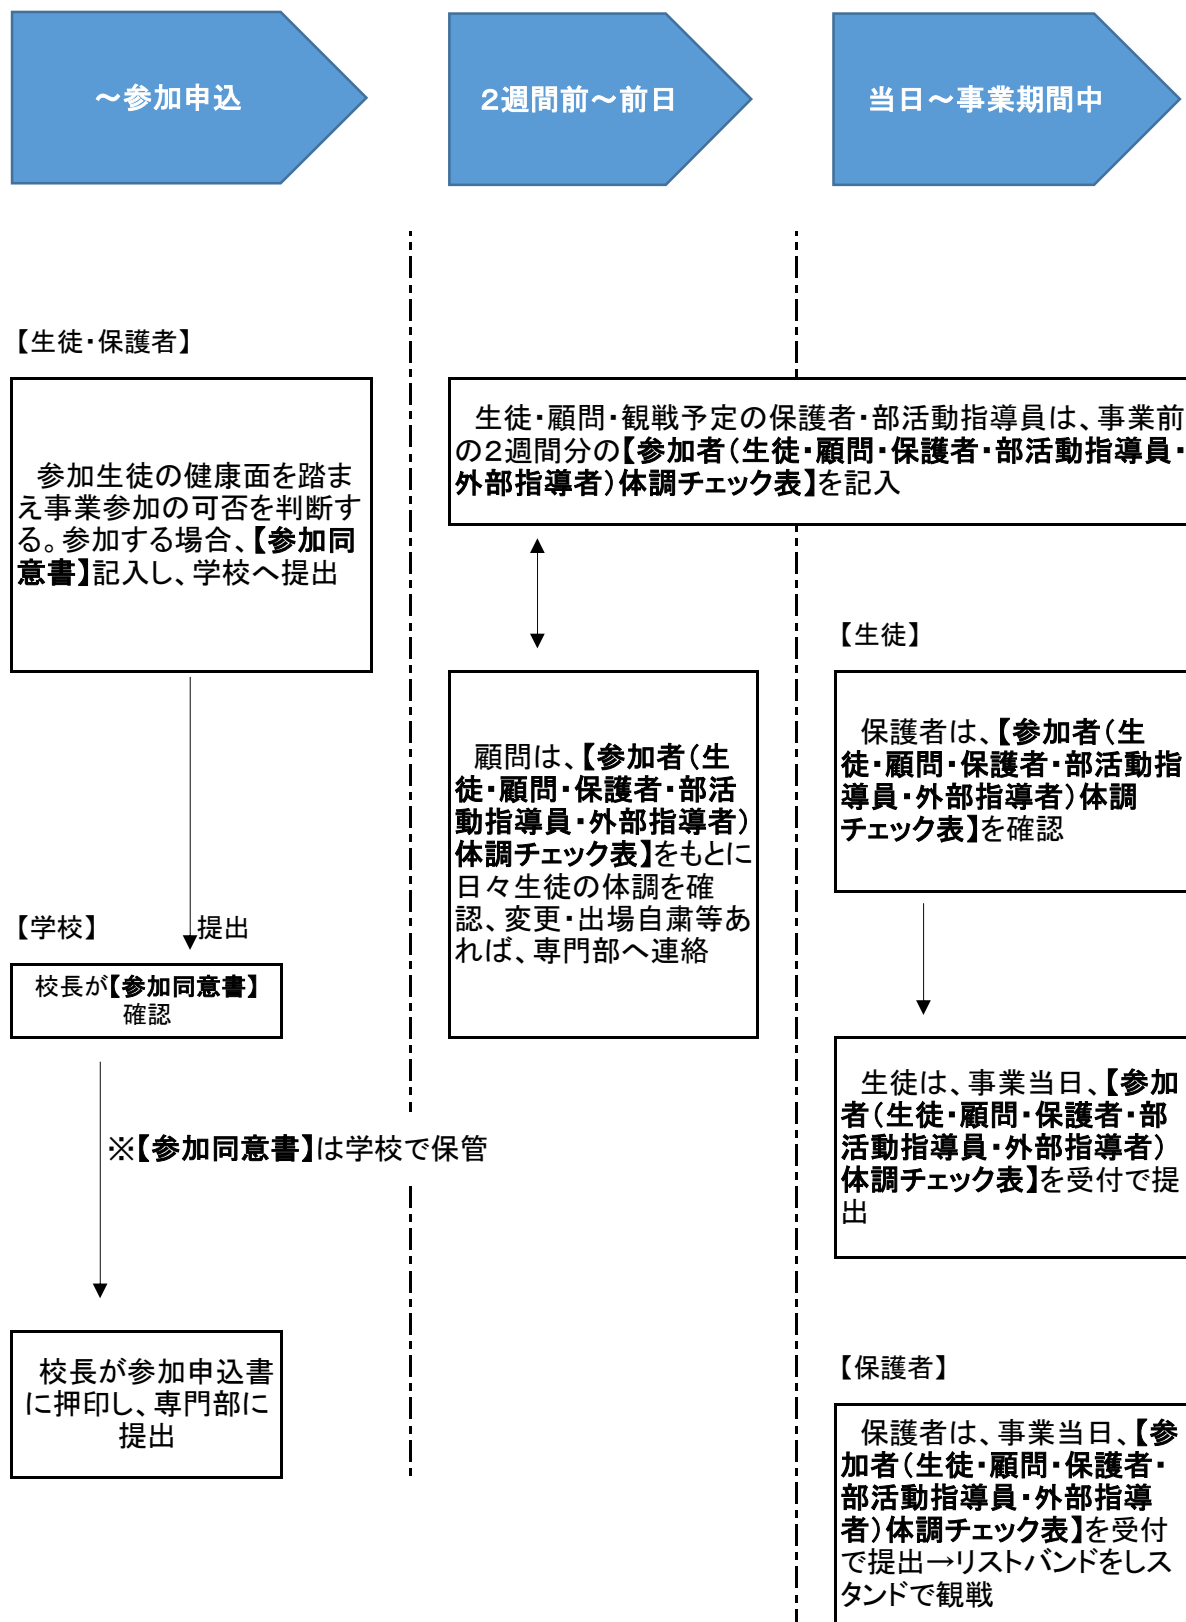 ～参加申込
２週間前～前日
当日～事業期間中
【生徒・保護者】
参加生徒の健康面を踏ま
え事業参加の可否を判断す
る。参加する場合、【参加同
意書】記入し、学校へ提出
【学校】
提出
校長が【参加同意書】
確認
※【参加同意書】は学校で保管
校長が参加申込書
に押印し、専門部に
提出
生徒・顧問・観戦予定の保護者・部活動指導員は、事業前
の２週間分の【参加者（生徒・顧問・保護者・部活動指導員・
外部指導者）体調チェック表】を記入
顧問は、【参加者（生
徒・顧問・保護者・部活
動指導員・外部指導者）
体調チェック表】をもとに
日々生徒の体調を確
認、変更・出場自粛等あ
れば、専門部へ連絡
【生徒】
保護者は、【参加者（生
徒・顧問・保護者・部活動指
導員・外部指導者）体調
チェック表】を確認
生徒は、事業当日、【参加
者（生徒・顧問・保護者・部
活動指導員・外部指導者）
体調チェック表】を受付で提
出
【保護者】
保護者は、事業当日、【参
加者（生徒・顧問・保護者・
部活動指導員・外部指導
者）体調チェック表】を受付
で提出→リストバンドをしス
タンドで観戦